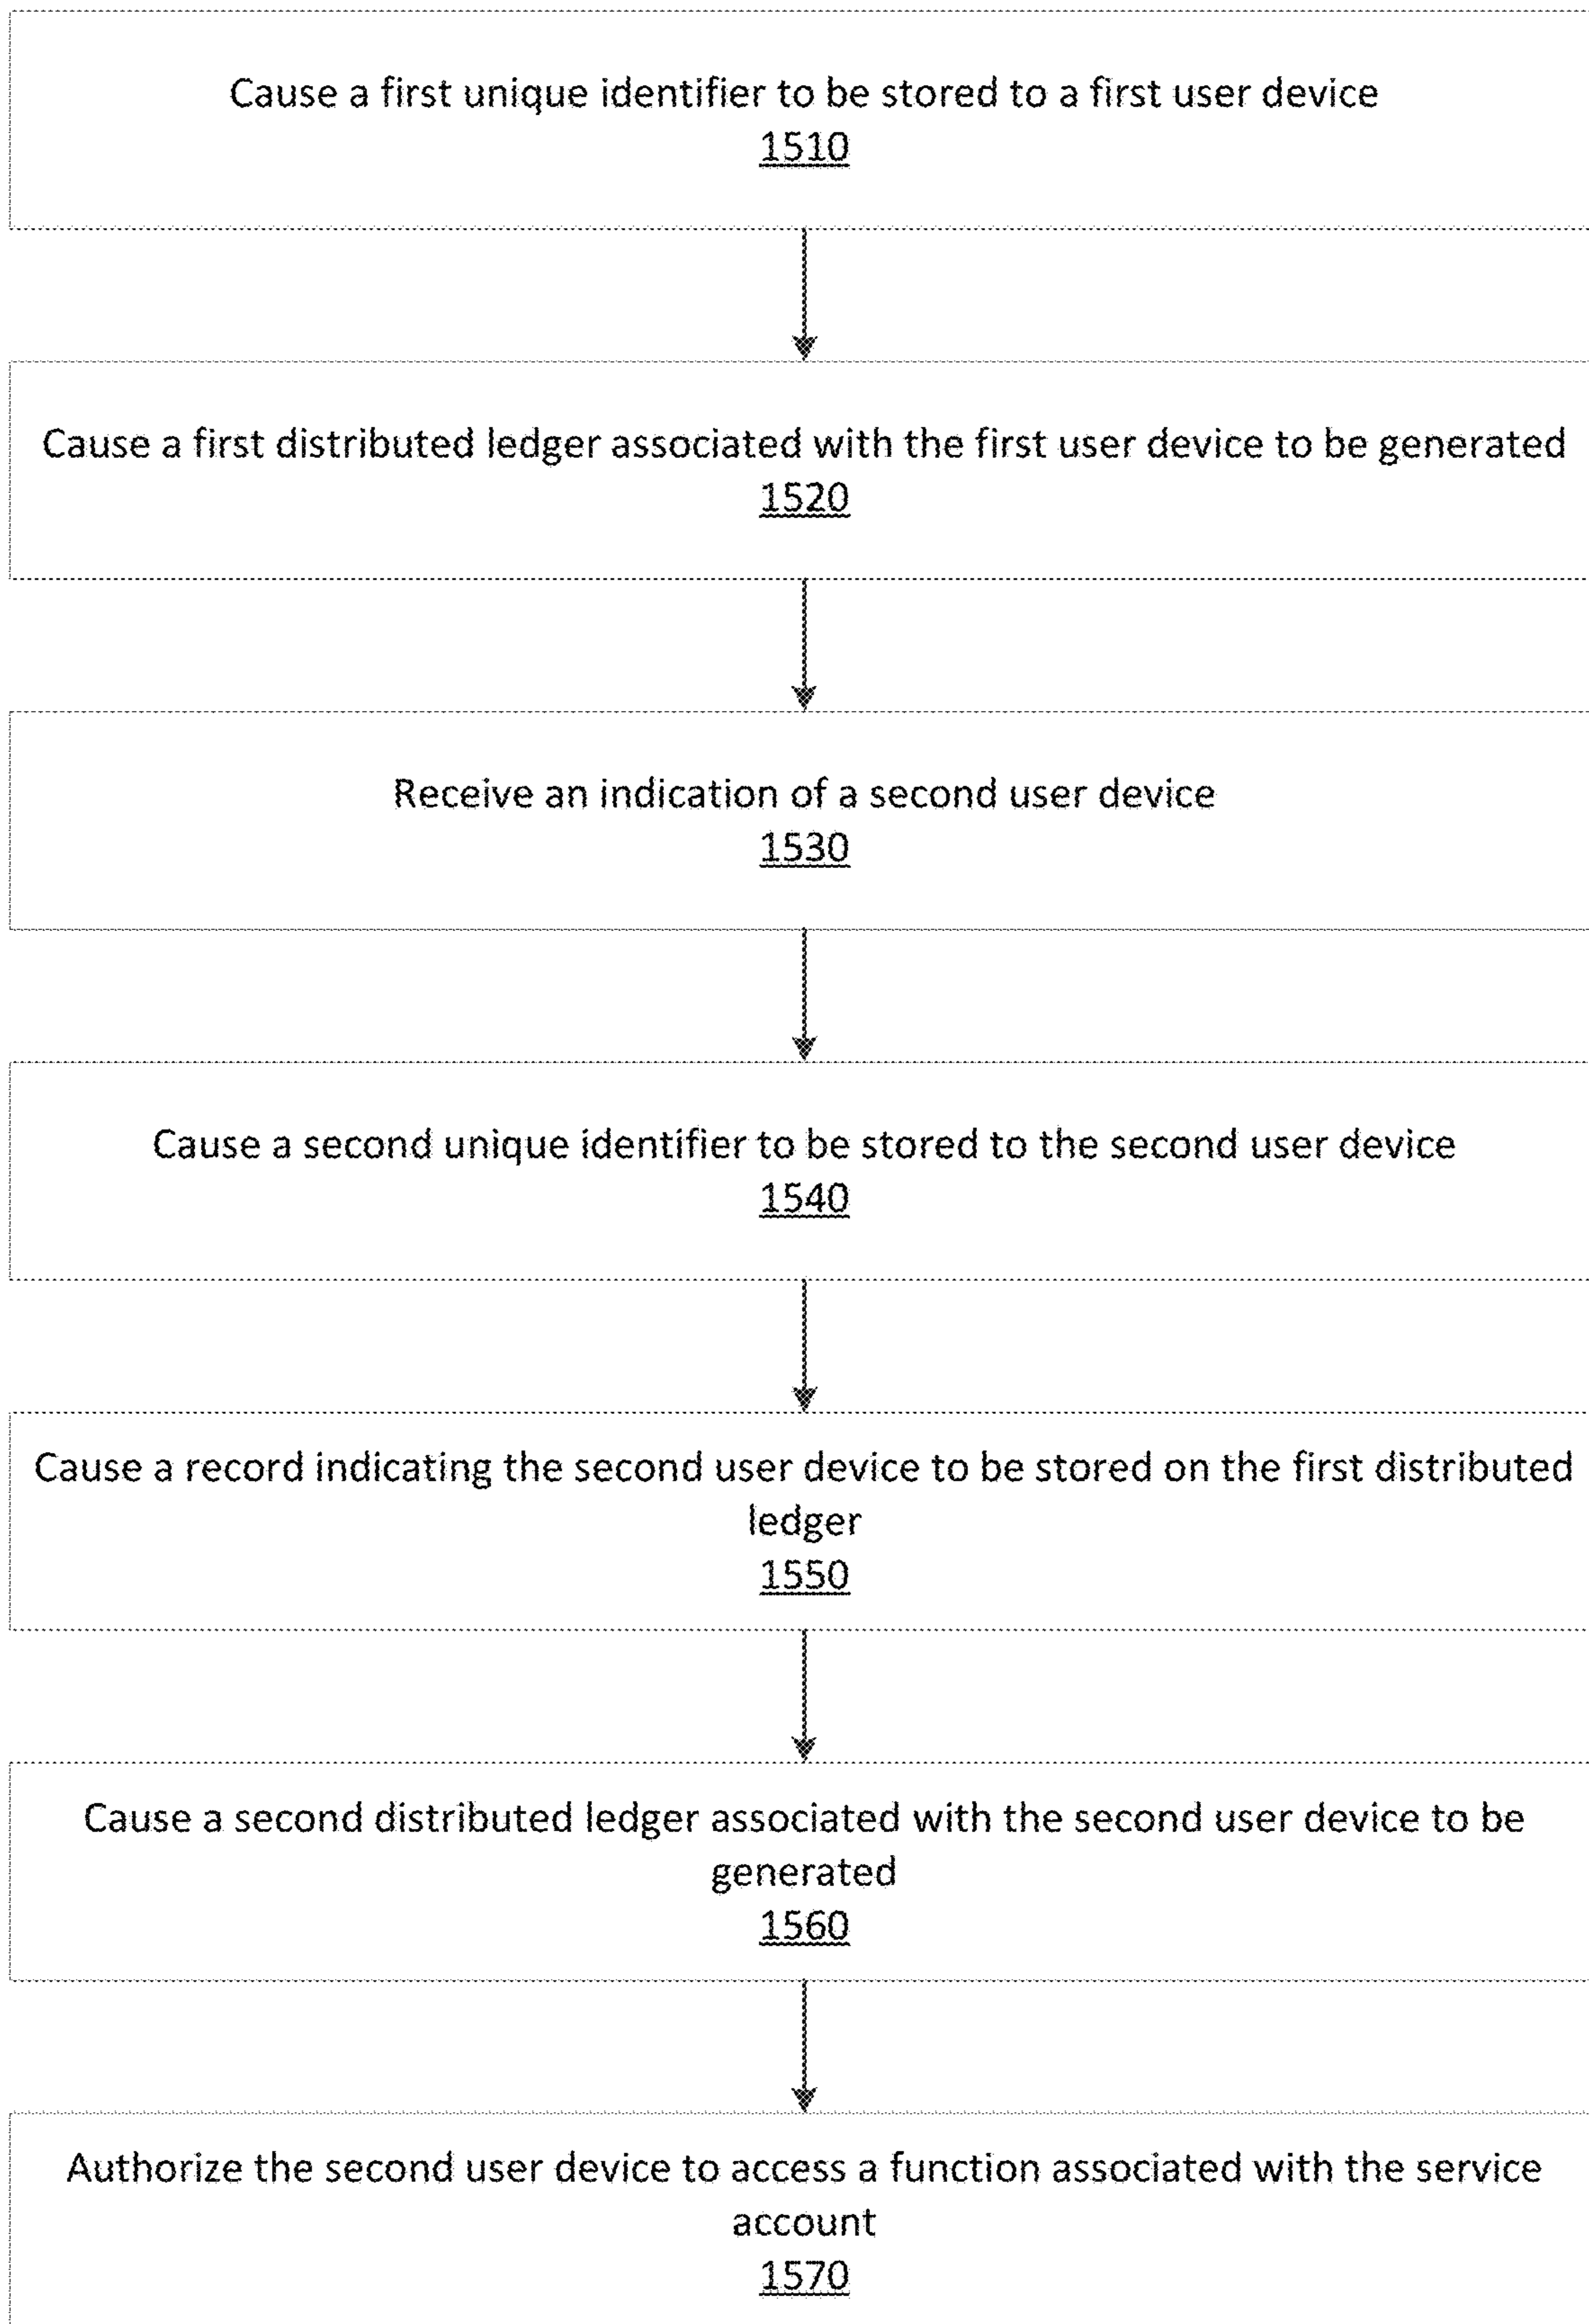 Cause a first unique identifier to be stored to a first user device
1510
Cause a first distributed ledger associated with the first user device to be generated
1520
Receive an indication of a second user device
1530
Cause a second unique identifier to be stored to the second user device
1540
Cause a record indicating the second user device to be stored on the first distributed
ledger
1550
Cause a second distributed ledger associated with the second user device to be
generated
1560
Authorize the second user device to access a function associated with the service
account
1570